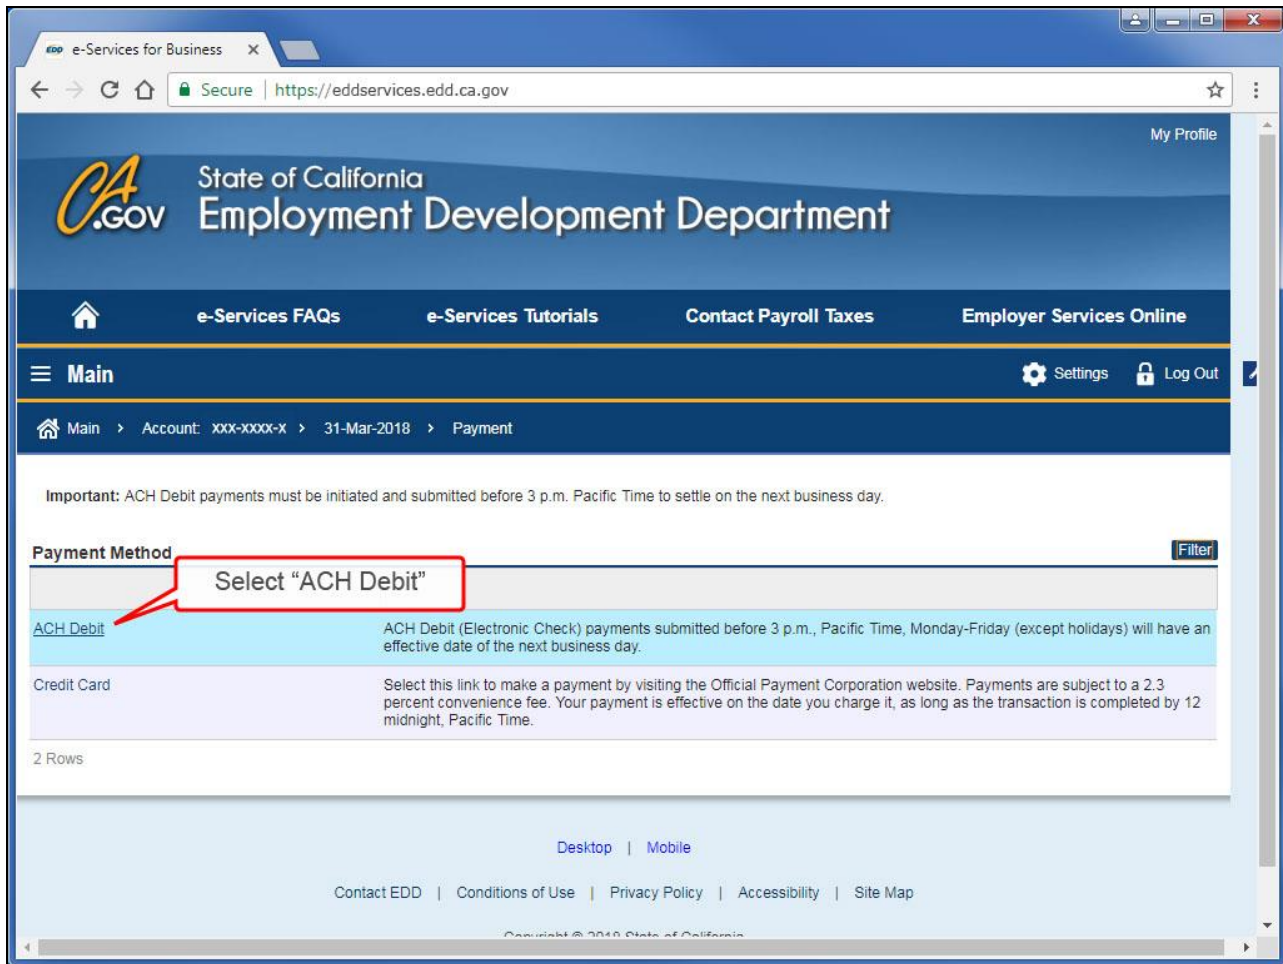 EDD e-Services for Business
Secure | https://eddservices.edd.ca.gov
My Profile
CA.GOV
State of California
Employment Development Department
e-Services FAQs e-Services Tutorials Contact Payroll Taxes Employer Services Online
Main Settings Log Out
Main > Account: xxx-xxxx-x > 31-Mar-2018 > Payment
Important: ACH Debit payments must be initiated and submitted before 3 p.m. Pacific Time to settle on the next business day.
Payment Method Filter
Select “ACH Debit”
ACH Debit ACH Debit (Electronic Check) payments submitted before 3 p.m., Pacific Time, Monday-Friday (except holidays) will have an
effective date of the next business day.
Credit Card Select this link to make a payment by visiting the Official Payment Corporation website. Payments are subject to a 2.3
percent convenience fee. Your payment is effective on the date you charge it, as long as the transaction is completed by 12
midnight, Pacific Time.
2 Rows
Desktop | Mobile
Contact EDD | Conditions of Use | Privacy Policy | Accessibility | Site Map
Copyright © 2018 State of California